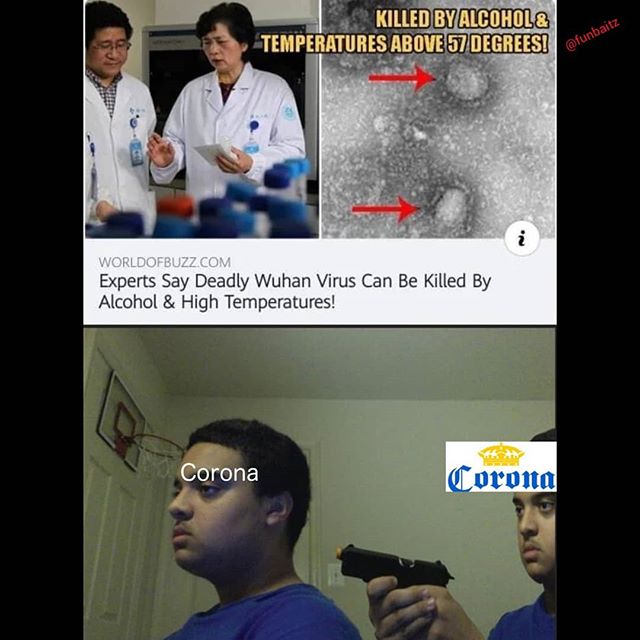 KILLED BY ALCOHOL &
TEMPERATURES ABOVE 57 DEGREES!
@funbaitz
i
WORLDOFBUZZ.COM
Experts Say Deadly Wuhan Virus Can Be Killed By
Alcohol & High Temperatures!
Corona
Corona